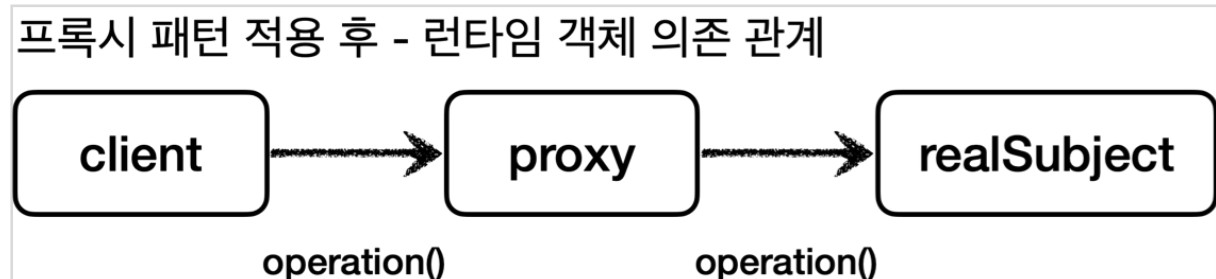 프록시 패턴 적용 후 - 런타임 객체 의존 관계
client
proxy
realSubject
operation()
operation()